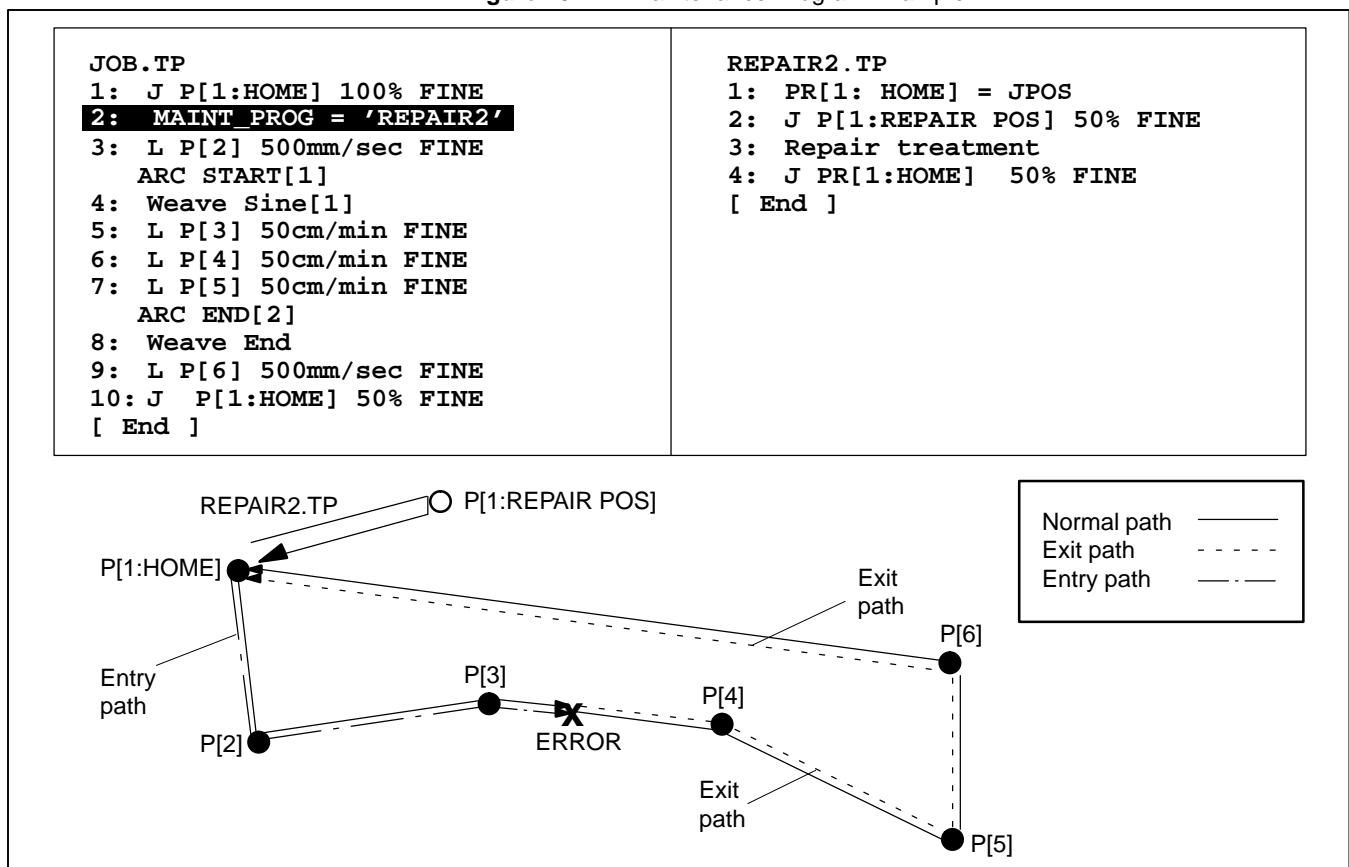 JOB.TP
1: J P[1:HOME] 100% FINE
2: MAINT_PROG = 'REPAIR2'
3: L P[2] 500mm/sec FINE
ARC START[1]
4: Weave Sine[1]
5: L P[3] 50cm/min FINE
6: L P[4] 50cm/min FINE
7: L P[5] 50cm/min FINE
ARC END[2]
8: Weave End
9: L P[6] 500mm/sec FINE
10: J P[1:HOME] 50% FINE
[ End ]
REPAIR2.TP
1: PR[1: HOME] = JPOS
2: J P[1:REPAIR POS] 50% FINE
3: Repair treatment
4: J PR[1:HOME] 50% FINE
[ End ]
REPAIR2.TP
P[1:REPAIR POS]
Normal path
Exit path
Entry path
P[1:HOME]
Exit
path
P[6]
Entry
path
P[3]
P[4]
P[2]
X
ERROR
Exit
path
P[5]